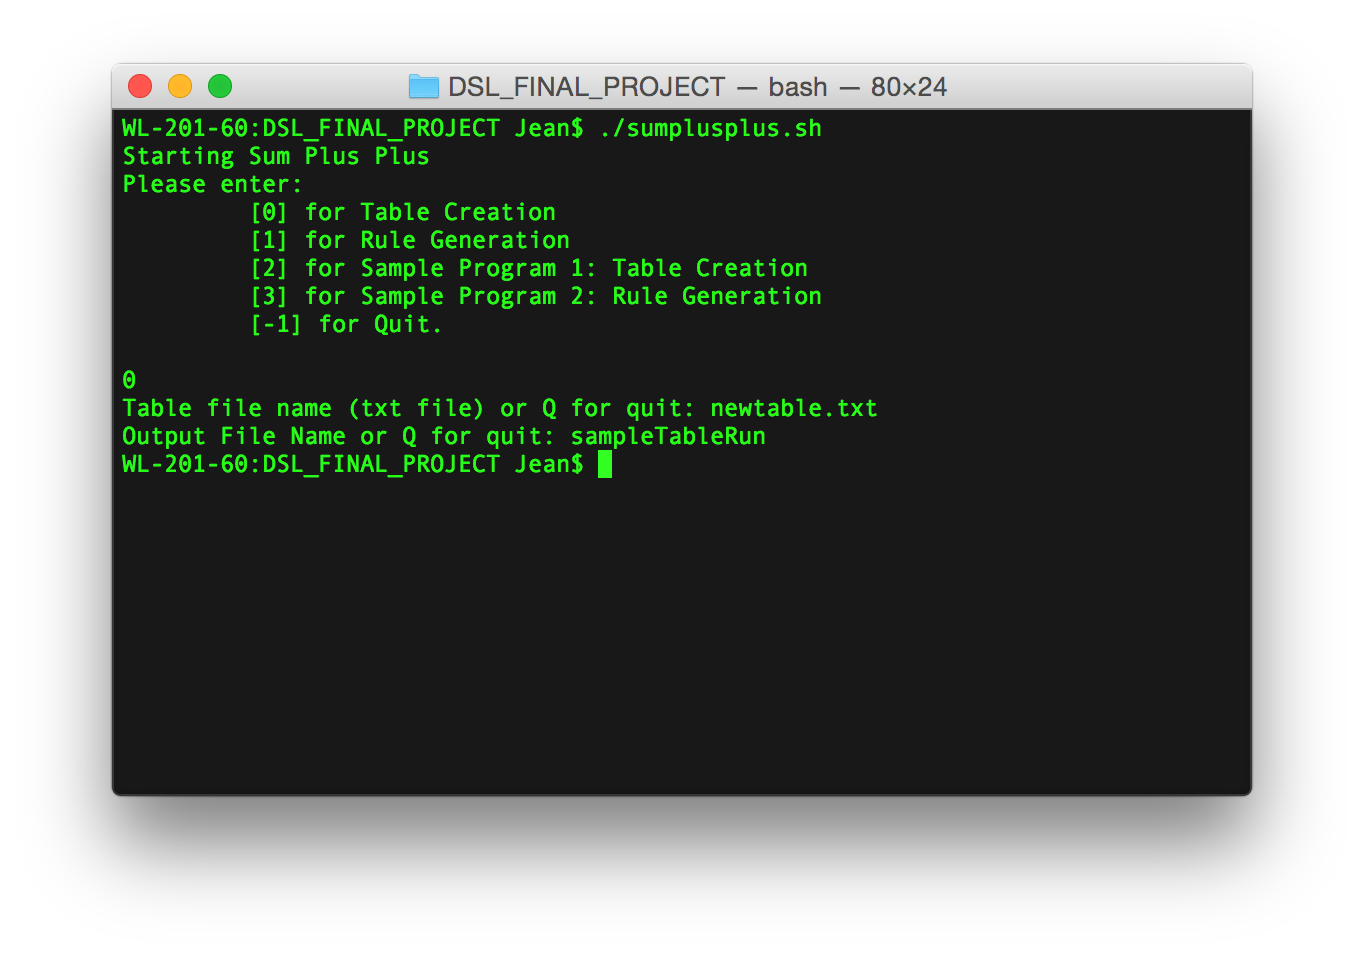 DSL_FINAL_PROJECT — bash — 80×24
WL-201-60:DSL_FINAL_PROJECT Jean$ ./sumplusplus.sh
Starting Sum Plus Plus
Please enter:
[0] for Table Creation
[1] for Rule Generation
[2] for Sample Program 1: Table Creation
[3] for Sample Program 2: Rule Generation
[-1] for Quit.
0
Table file name (txt file) or Q for quit: newtable.txt
Output File Name or Q for quit: sampleTableRun
WL-201-60:DSL_FINAL_PROJECT Jean$